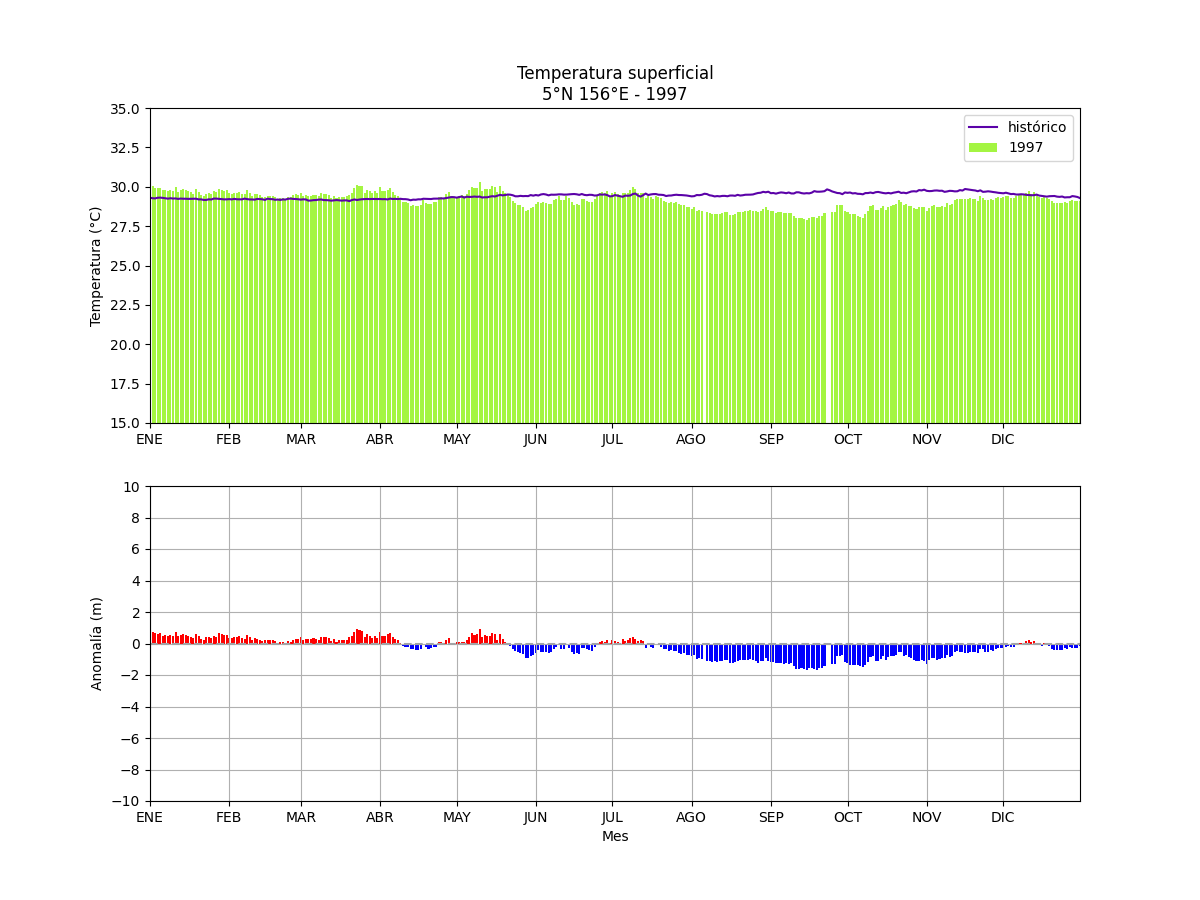 Temperatura superficial
5°N 156°E - 1997
35.0
32.5
30.0
27.5
25.0
22.5
20.0
17.5
15.0
Temperatura (°C)
histórico
1997
ENE FEB MAR ABR MAY JUN JUL AGO SEP OCT NOV DIC
10
8
6
4
2
0
−2
−4
−6
−8
−10
Anomalía (m)
ENE FEB MAR ABR MAY JUN JUL AGO SEP OCT NOV DIC
Mes